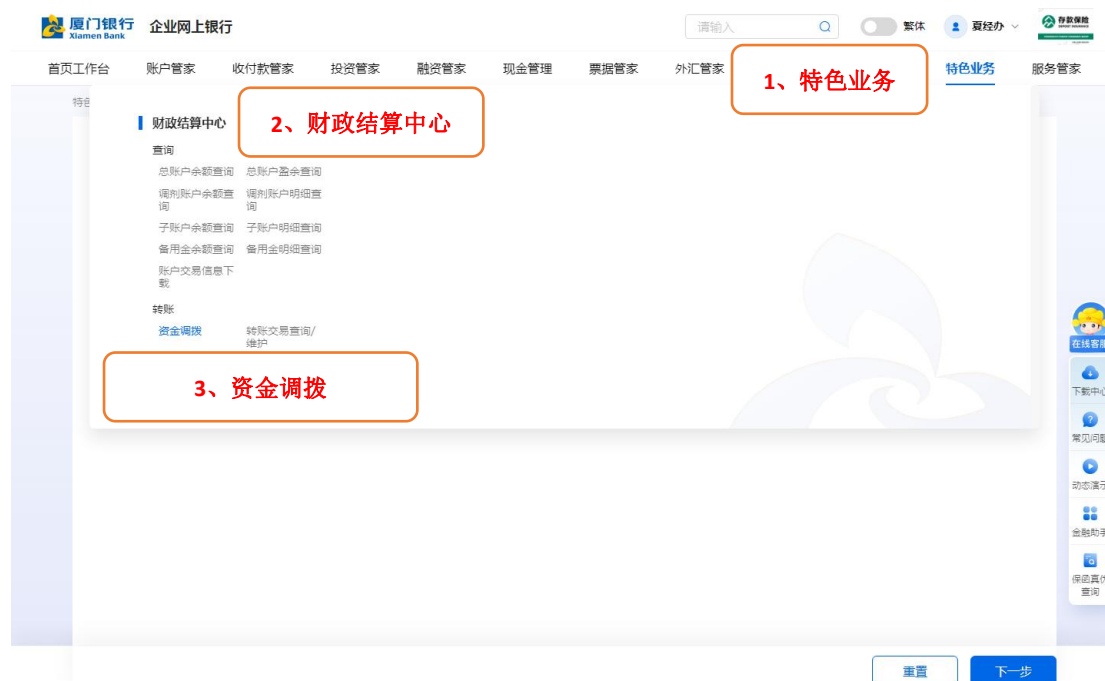 厦门银行 企业网上银行
Xiamen Bank
请输入
繁体
夏经办
存款保险
首页工作台 账户管家 收付款管家 投资管家 融资管家 现金管理 票据管家 外汇管家 特色业务 服务管家
1、特色业务
特色
财政结算中心
2、财政结算中心
查询
总账户余额查询 总账户盈余查询
调剂账户余额查 调剂账户明细查
询 询
子账户余额查询 子账户明细查询
备用金余额查询 备用金明细查询
账户交易信息下
载
转账
资金调拨 转账交易查询/
维护
3、资金调拨
在线客服
下载中心
常见问题
动态演示
金融助手
保函真伪
查询
重置 下一步